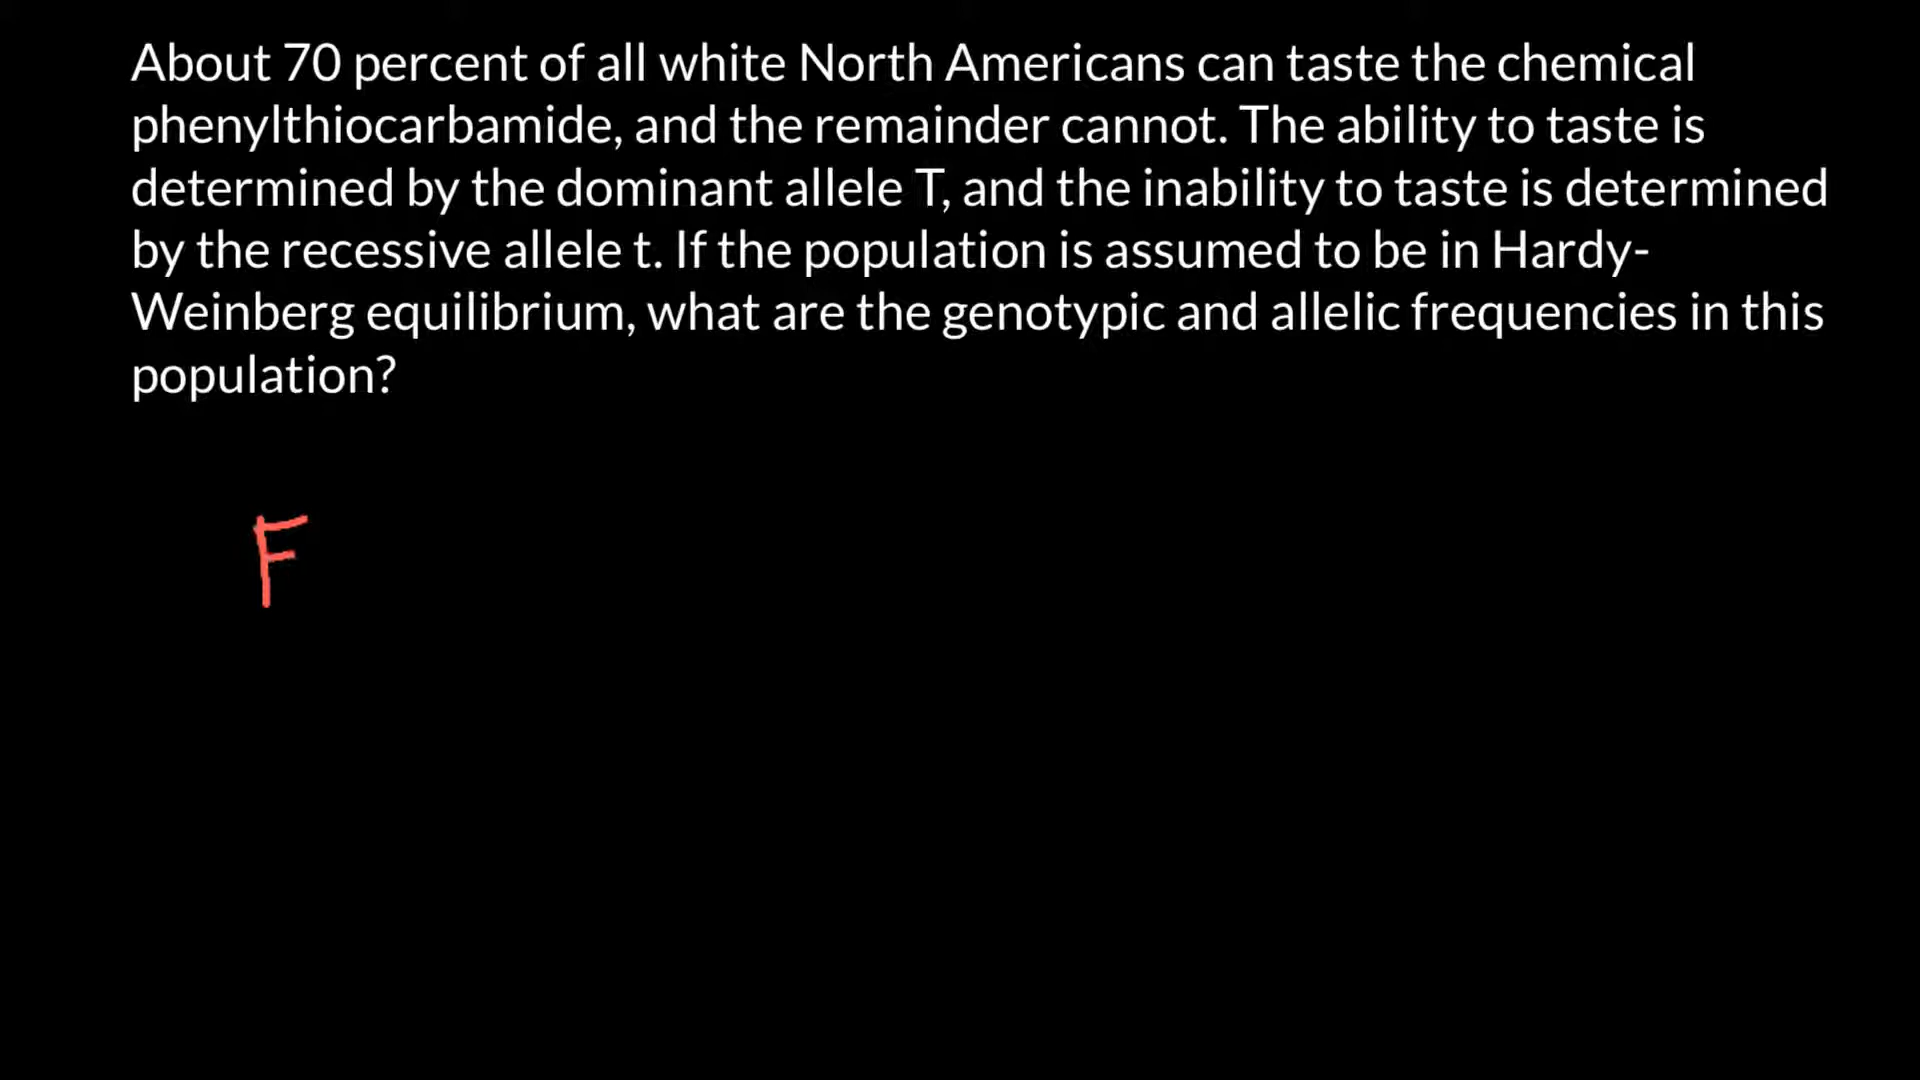 About 70 percent of all white North Americans can taste the chemical
phenylthiocarbamide, and the remainder cannot. The ability to taste is
determined by the dominant allele T, and the inability to taste is determined
by the recessive allele t. If the population is assumed to be in Hardy-
Weinberg equilibrium, what are the genotypic and allelic frequencies in this
population?
F